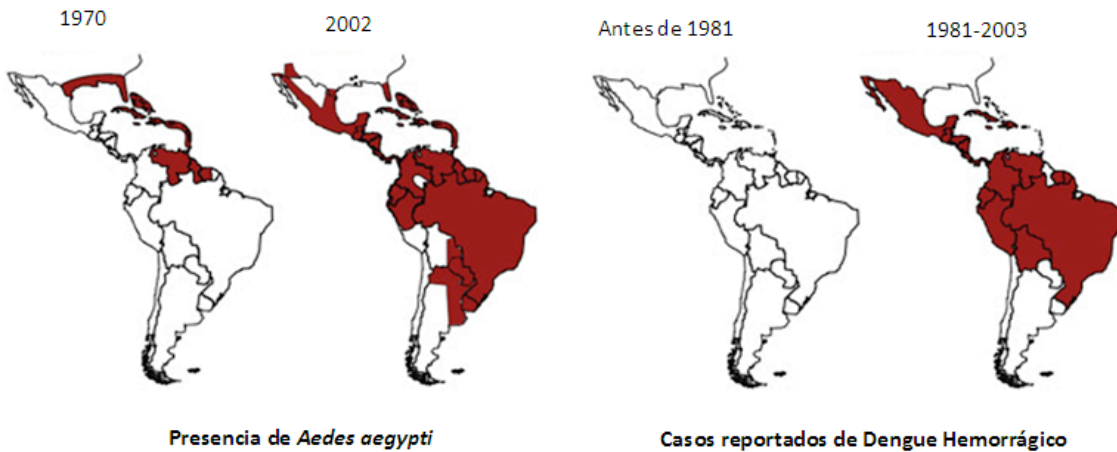 1970
2002
Antes de 1981
1981-2003
Presencia de Aedes aegypti
Casos reportados de Dengue Hemorrágico